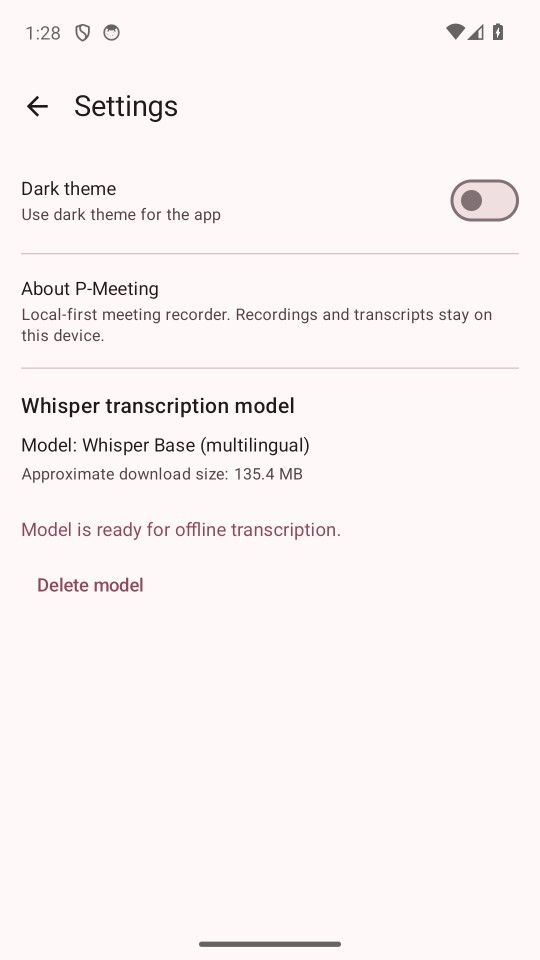 1:28
Settings
Dark theme
Use dark theme for the app
About P-Meeting
Local-first meeting recorder. Recordings and transcripts stay on
this device.
Whisper transcription model
Model: Whisper Base (multilingual)
Approximate download size: 135.4 MB
Model is ready for offline transcription.
Delete model